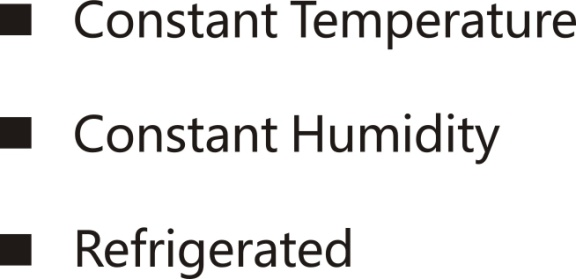 ■ Constant Temperature
■ Constant Humidity
■ Refrigerated